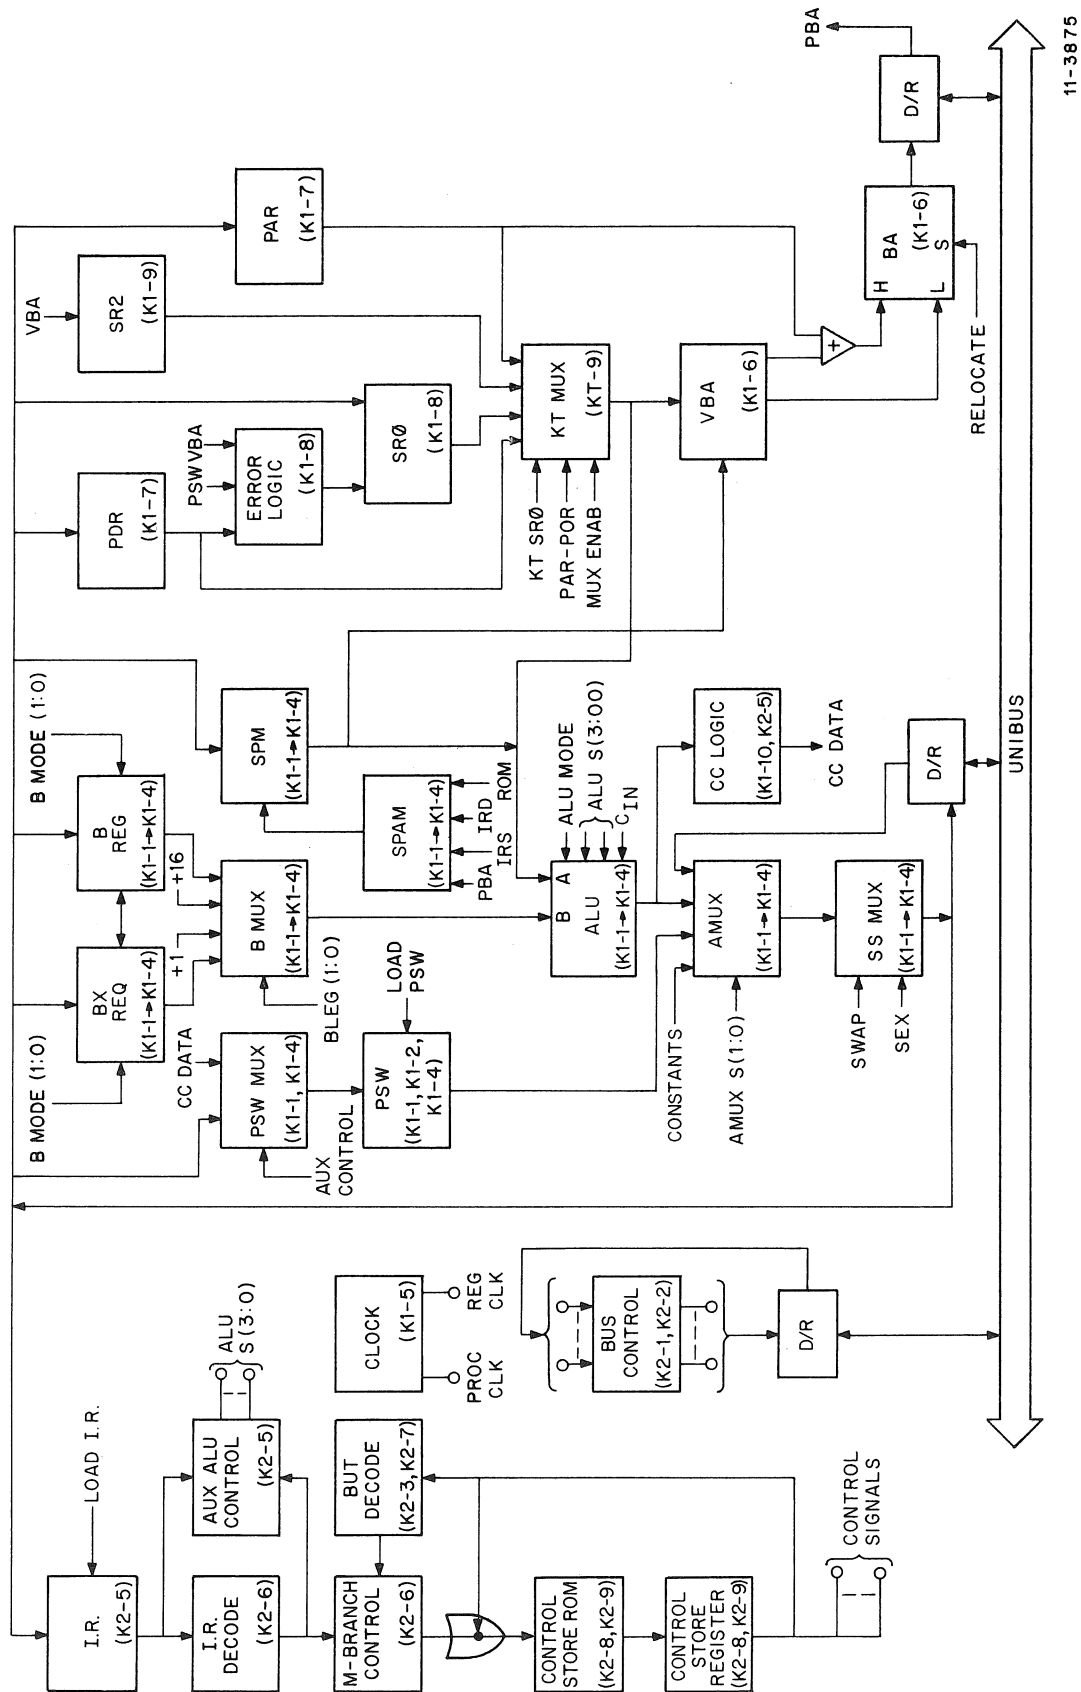 LOAD I.R.
I.R.
(K2-5)
I.R.
DECODE
(K2-6)
AUX ALU
CONTROL
(K2-5)
ALU
S (3:0)
M-BRANCH
CONTROL
(K2-6)
BUT
DECODE
(K2-3, K2-7)
CONTROL
STORE ROM
(K2-8, K2-9)
CONTROL
STORE
REGISTER
(K2-8, K2-9)
CONTROL
SIGNALS
CLOCK
(K1-5)
PROC
CLK
REG
CLK
BUS
CONTROL
(K2-1, K2-2)
D/R
B MODE (1:0)
BX
REQ
(K1-1→K1-4)
B
REG
(K1-1→K1-4)
B MODE (1:0)
CC DATA
+1
+16
PSW MUX
(K1-1, K1-4)
AUX
CONTROL
B MUX
(K1-1→K1-4)
BLEG (1:0)
SPM
(K1-1→K1-4)
PSW
(K1-1, K1-2,
K1-4)
LOAD
PSW
SPAM
(K1-1→K1-4)
PBA
IRS
IRD
ROM
B
A
ALU
(K1-1→K1-4)
ALU MODE
ALU S (3:00)
CIN
CONSTANTS
AMUX
(K1-1→K1-4)
AMUX S (1:0)
CC LOGIC
(K1-10, K2-5)
CC DATA
SS MUX
(K1-1→K1-4)
SWAP
SEX
D/R
PDR
(K1-7)
PSW
VBA
ERROR
LOGIC
(K1-8)
SRØ
(K1-8)
VBA
SR2
(K1-9)
PAR
(K1-7)
KT MUX
(KT-9)
KT SRØ
PAR-POR
MUX ENAB
VBA
(K1-6)
+
H
L
BA
(K1-6)
S
RELOCATE
D/R
PBA
UNIBUS
11-3875